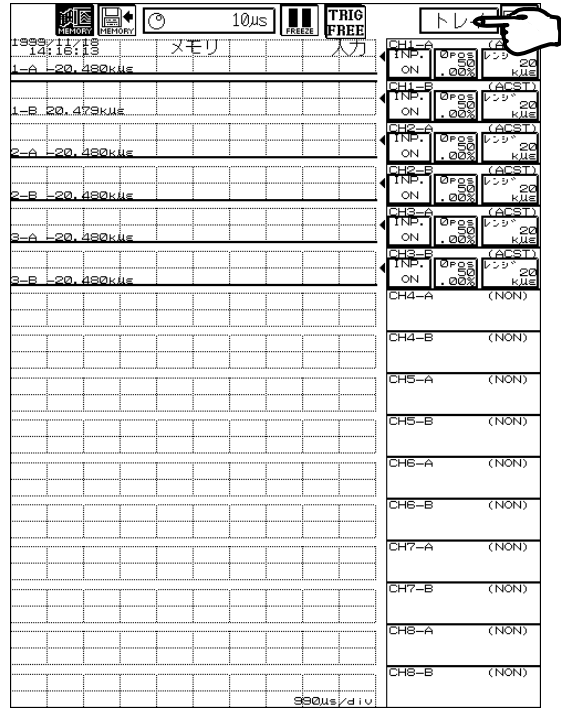 MEMORY MEMORY 10μs FREEZE TRIG FREE トレ
1999/11/18 メモリ 入力
14:16:13
1-A -20.480kμε
1-B 20.479kμε
2-A -20.480kμε
2-B -20.480kμε
3-A -20.480kμε
3-B -20.480kμε
CH1-A
INP. ON 0pos 50.00% レンジ 20 kμε
CH1-B (ACST)
INP. ON 0pos 50.00% レンジ 20 kμε
CH2-A (ACST)
INP. ON 0pos 50.00% レンジ 20 kμε
CH2-B (ACST)
INP. ON 0pos 50.00% レンジ 20 kμε
CH3-A (ACST)
INP. ON 0pos 50.00% レンジ 20 kμε
CH3-B (ACST)
INP. ON 0pos 50.00% レンジ 20 kμε
CH4-A (NON)
CH4-B (NON)
CH5-A (NON)
CH5-B (NON)
CH6-A (NON)
CH6-B (NON)
CH7-A (NON)
CH7-B (NON)
CH8-A (NON)
CH8-B (NON)
990μs/div